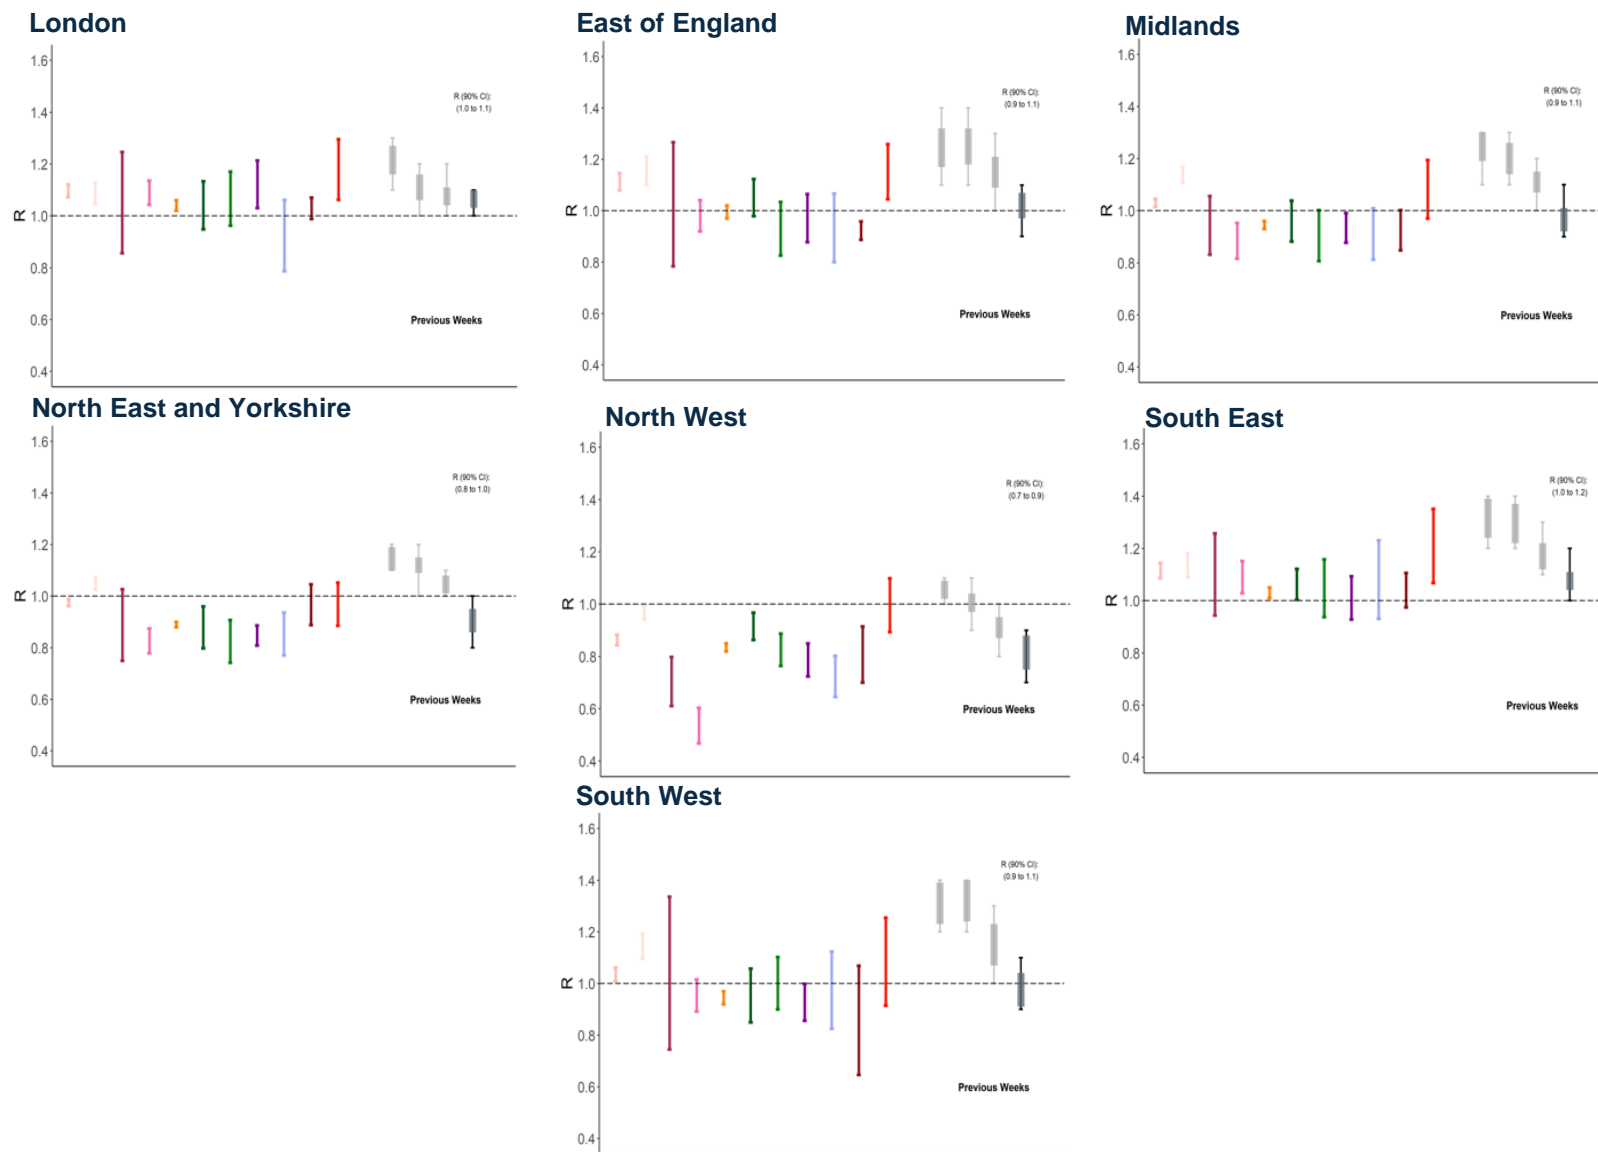 London
1.6
1.4
1.2
1.0
0.8
0.6
0.4
R
R (90% CI):
(1.0 to 1.1)
Previous Weeks
East of England
1.6
1.4
1.2
1.0
0.8
0.6
0.4
R
R (90% CI):
(0.9 to 1.1)
Previous Weeks
Midlands
1.6
1.4
1.2
1.0
0.8
0.6
0.4
R
R (90% CI):
(0.9 to 1.1)
Previous Weeks
North East and Yorkshire
1.6
1.4
1.2
1.0
0.8
0.6
0.4
R
R (90% CI):
(0.8 to 1.0)
Previous Weeks
North West
1.6
1.4
1.2
1.0
0.8
0.6
0.4
R
R (90% CI):
(0.7 to 0.9)
Previous Weeks
South East
1.6
1.4
1.2
1.0
0.8
0.6
0.4
R
R (90% CI):
(1.0 to 1.2)
Previous Weeks
South West
1.6
1.4
1.2
1.0
0.8
0.6
0.4
R
R (90% CI):
(0.9 to 1.1)
Previous Weeks